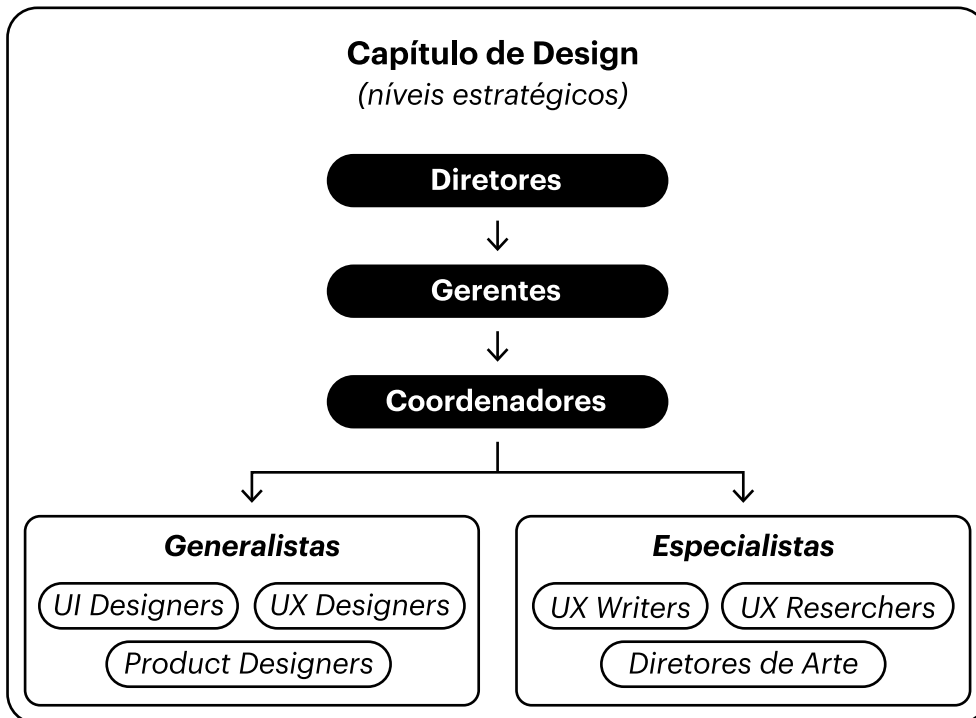 Capítulo de Design
(níveis estratégicos)
Diretores
Gerentes
Coordenadores
Generalistas
UI Designers
UX Designers
Product Designers
Especialistas
UX Writers
UX Reserchers
Diretores de Arte